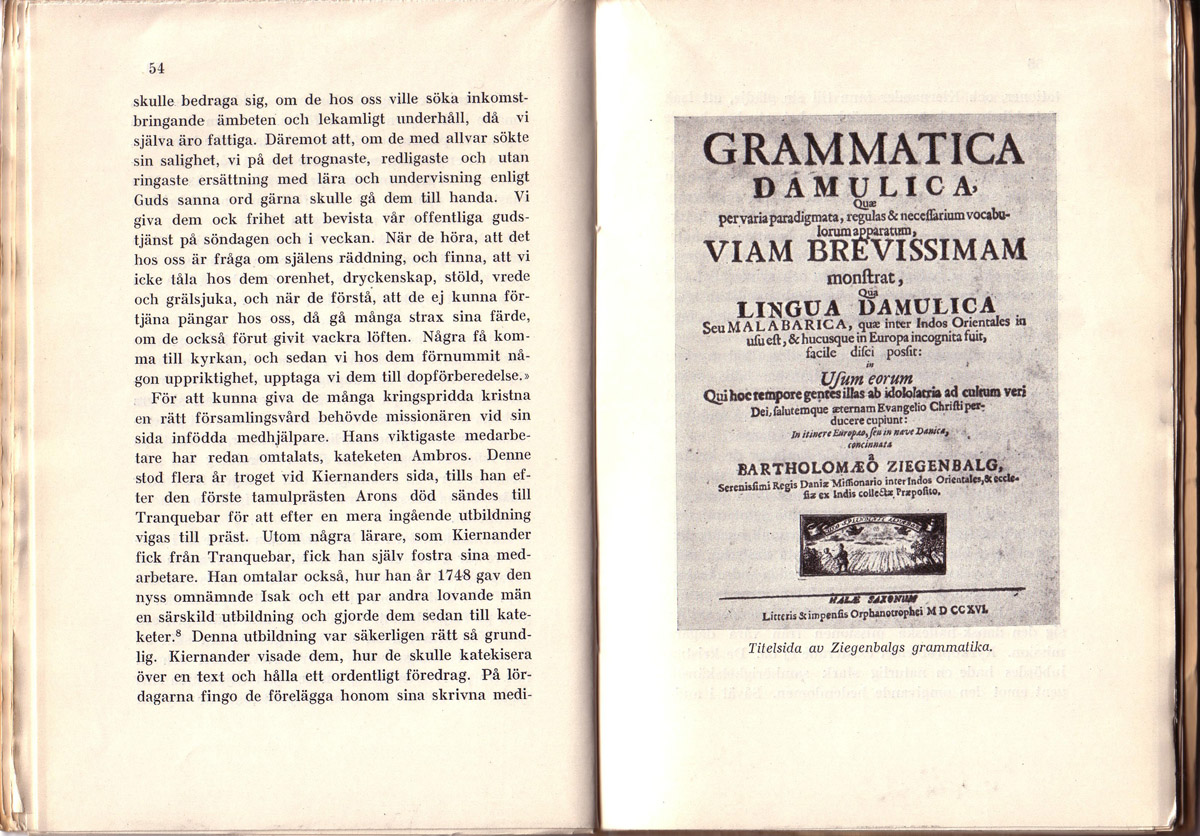 54
skulle bedraga sig, om de hos oss ville söka inkomst-
bringande ämbeten och lekamligt underhåll, då vi
själva äro fattiga. Däremot att, om de med allvar sökte
sin salighet, vi på det trognaste, redligaste och utan
ringaste ersättning med lära och undervisning enligt
Guds sanna ord gärna skulle gå dem till handa. Vi
giva dem ock frihet att bevista vår offentliga guds-
tjänst på söndagen och i veckan. När de höra, att det
hos oss är fråga om själens räddning, och finna, att vi
icke tåla hos dem orenhet, dryckenskap, stöld, vrede
och grälsjuka, och när de förstå, att de ej kunna för-
tjäna pängar hos oss, då gå många strax sina färde,
om de också förut givit vackra löften. Några få kom-
ma till kyrkan, och sedan vi hos dem förnummit nå-
gon uppriktighet, upptaga vi dem till dopförberedelse.»
För att kunna giva de många kringspridda kristna
en rätt församlingsvård behövde missionären vid sin
sida infödda medhjälpare. Hans viktigaste medarbe-
tare har redan omtalats, kateketen Ambros. Denne
stod flera år troget vid Kiernanders sida, tills han ef-
ter den förste tamulprästen Arons död sändes till
Tranquebar för att efter en mera ingående utbildning
vigas till präst. Utom några lärare, som Kiernander
fick från Tranquebar, fick han själv fostra sina med-
arbetare. Han omtalar också, hur han år 1748 gav den
nyss omnämnde Isak och ett par andra lovande män
en särskild utbildning och gjorde dem sedan till kate-
keter.⁸ Denna utbildning var säkerligen rätt så grund-
lig. Kiernander visade dem, hur de skulle katekisera
över en text och hålla ett ordentligt föredrag. På lör-
dagarna fingo de förelägga honom sina skrivna medi-
GRAMMATICA
DAMULICA,
Quæ
per varia paradigmata, regulas & neceſſarium vocabu-
lorum apparatum,
VIAM BREVISSIMAM
monſtrat,
Qua
LINGUA DAMULICA
Seu MALABARICA, quæ inter Indos Orientales in
uſu eſt, & hucusque in Europa incognita fuit,
facile diſci poſſit:
in
Uſum eorum
Qui hoc tempore gentes illas ab idololatria ad cultum veri
Dei, ſalutemque æternam Evangelio Chriſti per-
ducere cupiunt:
In itinere Europæo, ſeu in nave Danica,
concinnata
a
BARTHOLOMÆO ZIEGENBALG,
Sereniſſimi Regis Daniæ Miſſionario inter Indos Orientales, & eccle-
ſiæ ex Indis collectæ Præpoſito.
HALÆ SAXONUM
Litteris & impenſis Orphanotrophei M D CCXVI.
Titelsida av Ziegenbalgs grammatika.